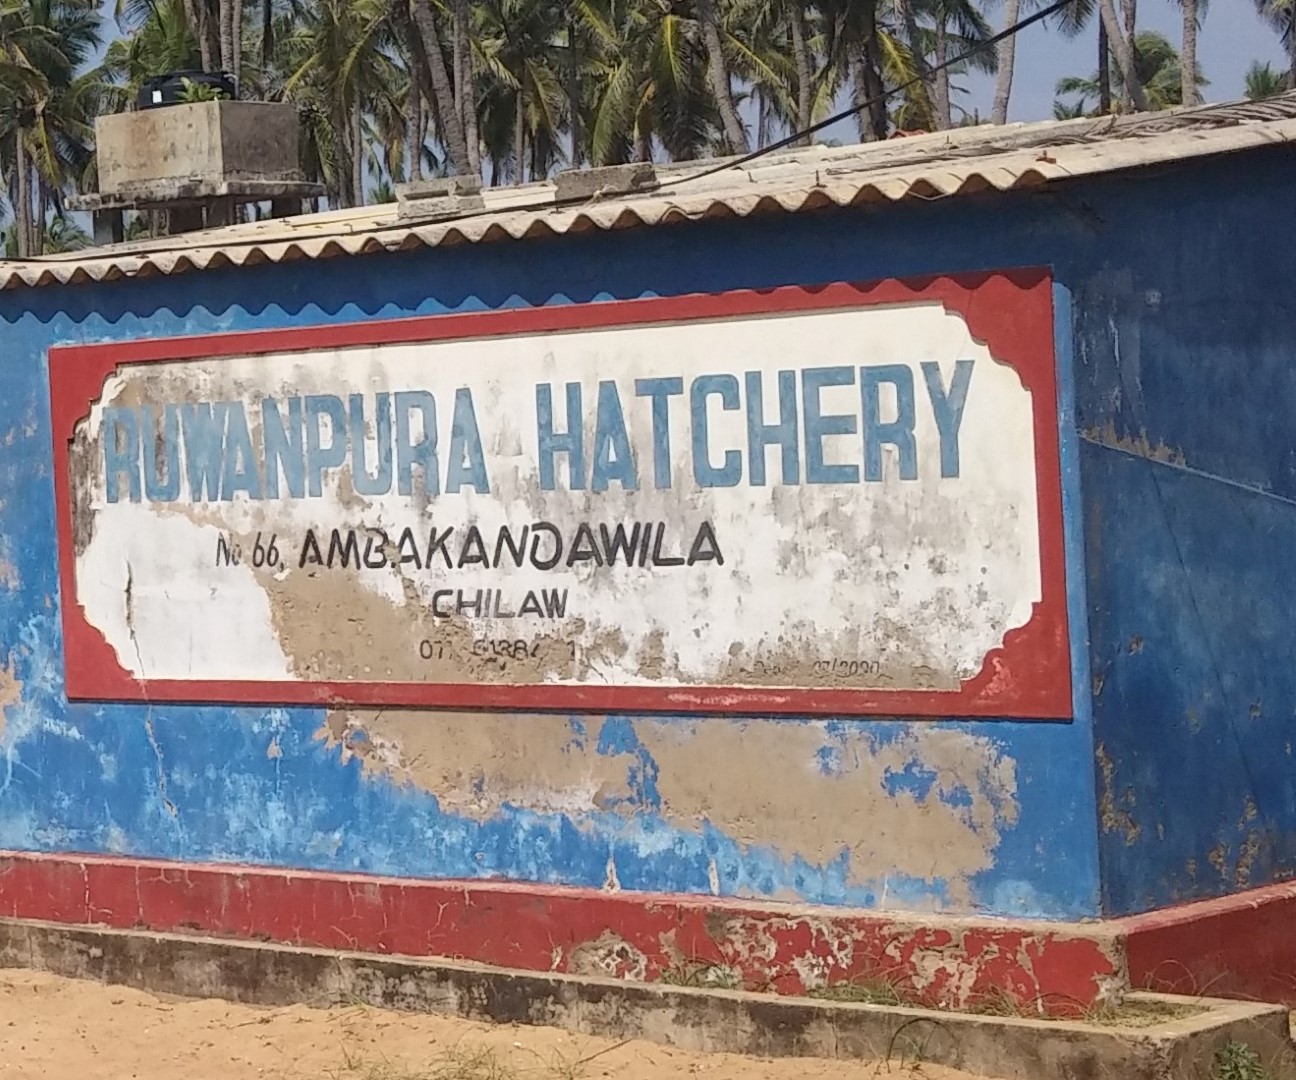 RUWANPURA HATCHERY
No 66, AMBAKANDAWILA
CHILAW